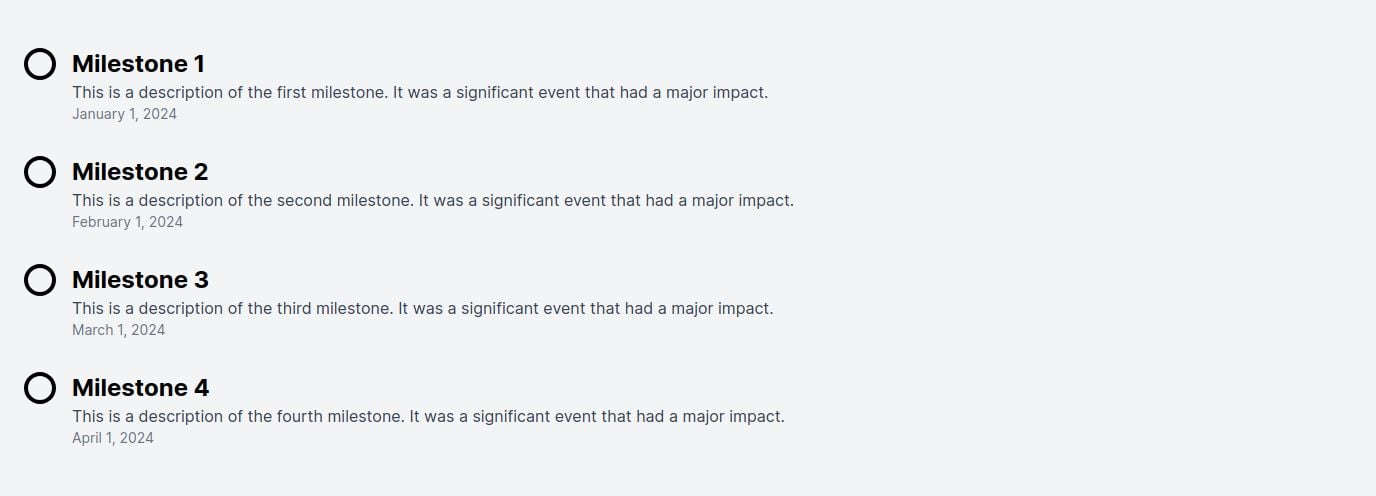 Milestone 1
This is a description of the first milestone. It was a significant event that had a major impact.
January 1, 2024
Milestone 2
This is a description of the second milestone. It was a significant event that had a major impact.
February 1, 2024
Milestone 3
This is a description of the third milestone. It was a significant event that had a major impact.
March 1, 2024
Milestone 4
This is a description of the fourth milestone. It was a significant event that had a major impact.
April 1, 2024